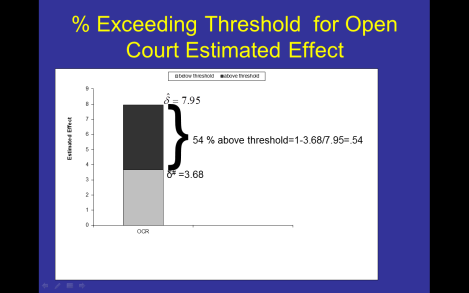 % Exceeding Threshold for Open
Court Estimated Effect
below threshold above threshold
9
8
7
6
5
4
3
2
1
0
Estimated Effect
δ̂ = 7.95
54 % above threshold=1-3.68/7.95=.54
δ# =3.68
OCR